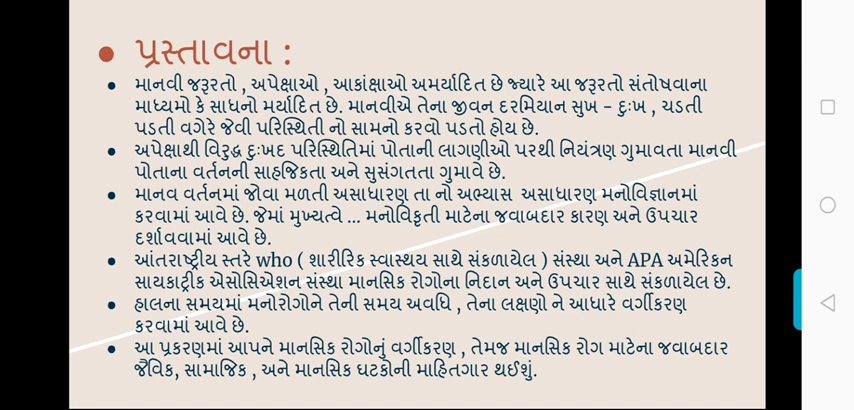 • પ્રસ્તાવના :
• માનવી જરૂરતો , અપેક્ષાઓ , આકાંક્ષાઓ અમર્યાદિત છે જ્યારે આ જરૂરતો સંતોષવાના
માધ્યમો કે સાધનો મર્યાદિત છે. માનવીએ તેના જીવન દરમિયાન સુખ – દુઃખ , ચડતી
પડતી વગેરે જેવી પરિસ્થિતી નો સામનો કરવો પડતો હોય છે.
• અપેક્ષાથી વિરુદ્ધ દુઃખદ પરિસ્થિતિમાં પોતાની લાગણીઓ પરથી નિયંત્રણ ગુમાવતા માનવી
પોતાના વર્તનની સાહજિકતા અને સુસંગતતા ગુમાવે છે.
• માનવ વર્તનમાં જોવા મળતી અસાધારણ તા નો અભ્યાસ અસાધારણ મનોવિજ્ઞાનમાં
કરવામાં આવે છે. જેમાં મુખ્યત્વે ... મનોવિકૃતી માટેના જવાબદાર કારણ અને ઉપચાર
દર્શાવવામાં આવે છે.
• આંતરાષ્ટ્રીય સ્તરે who ( શારીરિક સ્વાસ્થય સાથે સંકળાયેલ ) સંસ્થા અને APA અમેરિકન
સાયકાટ્રીક એસોસિએશન સંસ્થા માનસિક રોગોના નિદાન અને ઉપચાર સાથે સંકળાયેલ છે.
• હાલના સમયમાં મનોરોગોને તેની સમય અવધિ , તેના લક્ષણો ને આધારે વર્ગીકરણ
કરવામાં આવે છે.
• આ પ્રકરણમાં આપને માનસિક રોગોનું વર્ગીકરણ , તેમજ માનસિક રોગ માટેના જવાબદાર
જૈવિક, સામાજિક , અને માનસિક ઘટકોની માહિતગાર થઈશું.